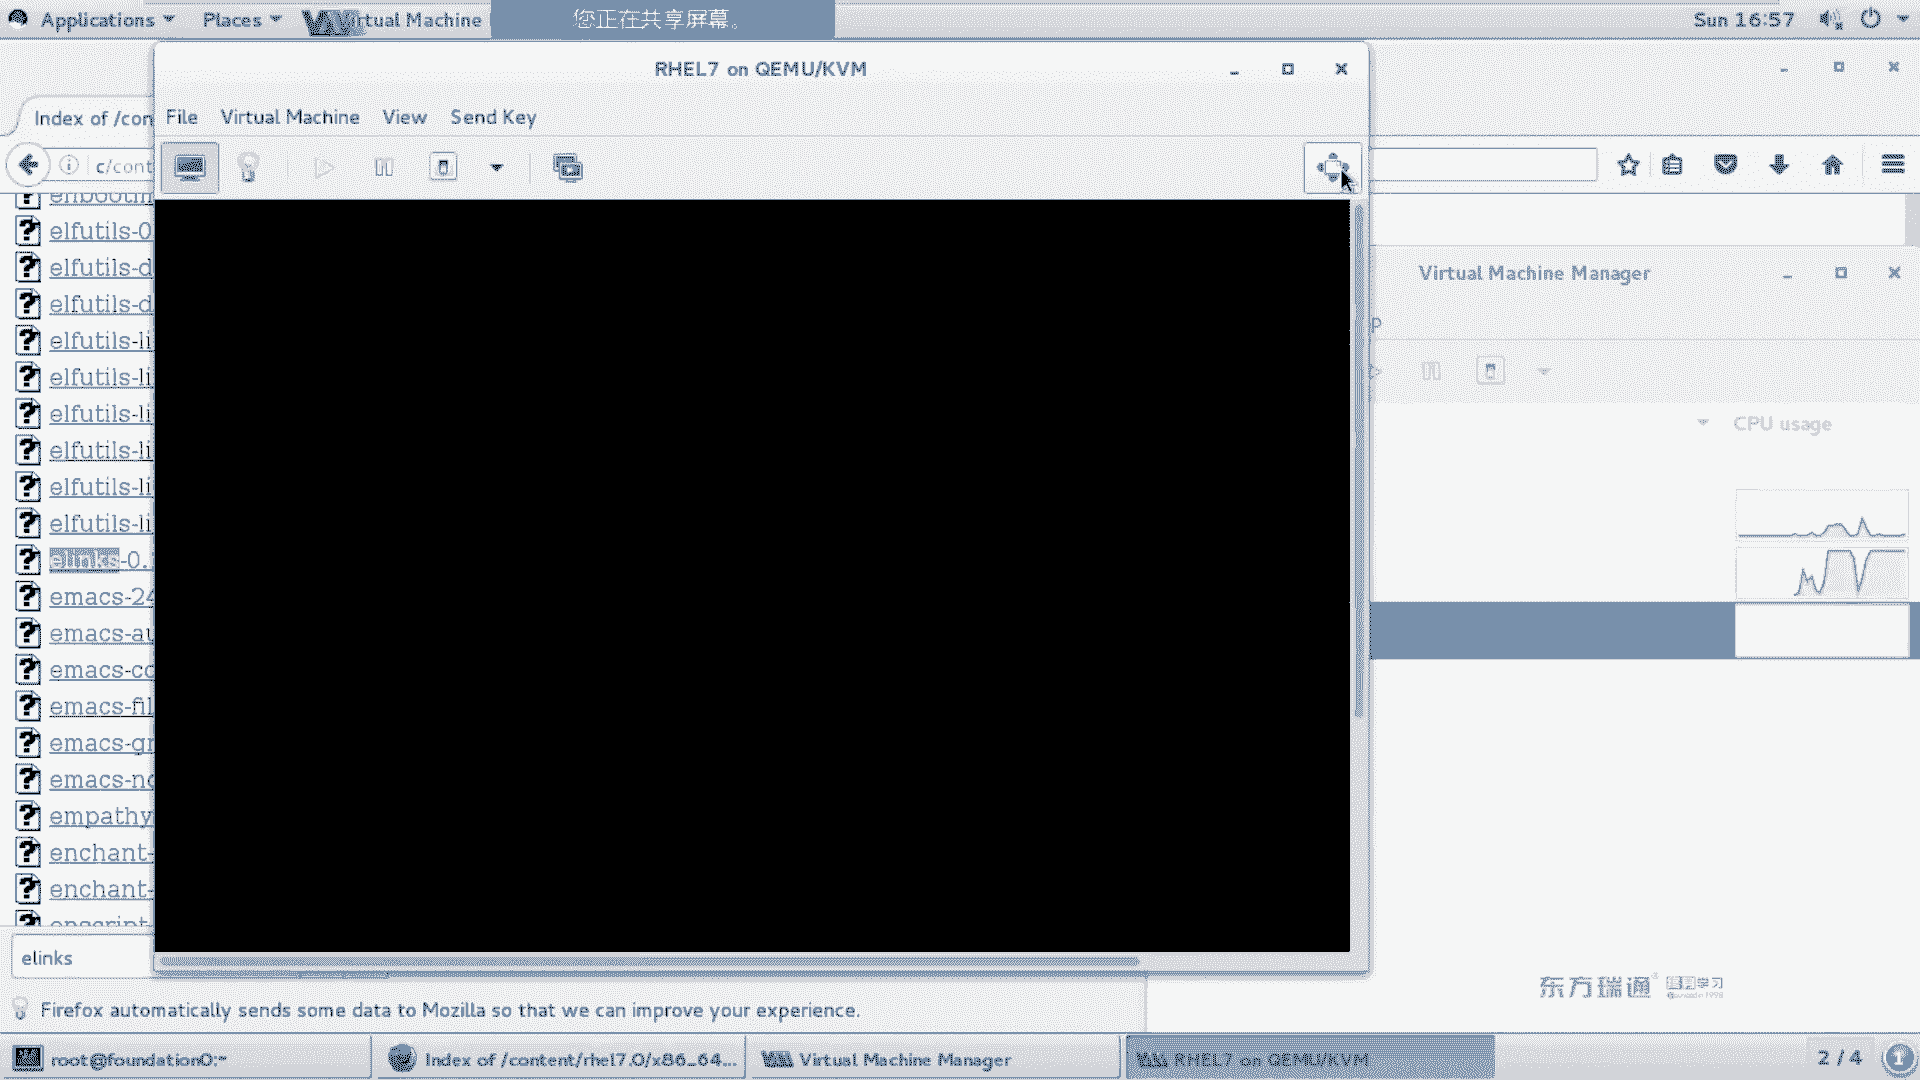 Applications Places Virtual Machine 您正在共享屏幕。 Sun 16:57
RHEL7 on QEMU/KVM
File Virtual Machine View Send Key
Index of /con
c/cont
elfutils-0
elfutils-d
elfutils-d
elfutils-li
elfutils-li
elfutils-li
elfutils-li
elfutils-li
elfutils-li
elinks-0.
emacs-24
emacs-au
emacs-co
emacs-fil
emacs-gn
emacs-no
empathy
enchant-
enchant-
enscript-
elinks
Virtual Machine Manager
p
CPU usage
东方瑞通
Firefox automatically sends some data to Mozilla so that we can improve your experience.
root@foundation0:~ Index of /content/rhel7.0/x86_64... Virtual Machine Manager RHEL7 on QEMU/KVM 2 / 4 1